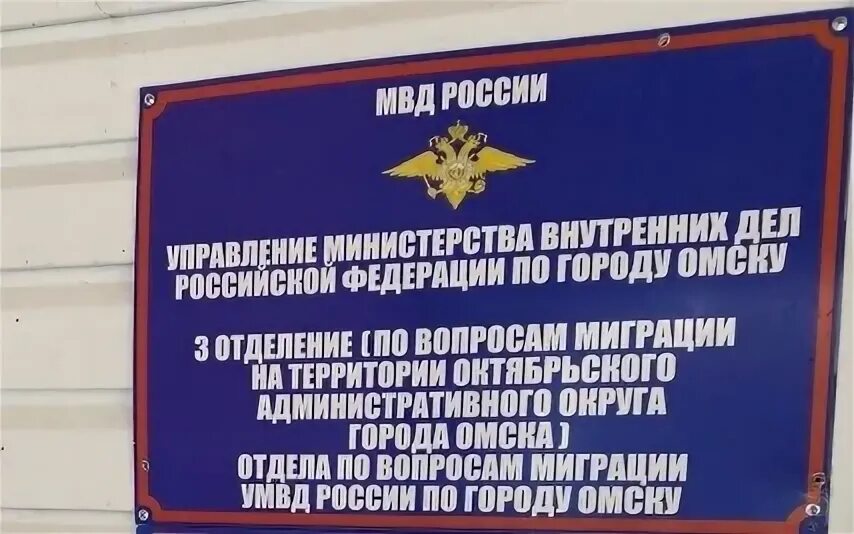 МВД РОССИИ
УПРАВЛЕНИЕ МИНИСТЕРСТВА ВНУТРЕННИХ ДЕЛ
РОССИЙСКОЙ ФЕДЕРАЦИИ ПО ГОРОДУ ОМСКУ
3 ОТДЕЛЕНИЕ (ПО ВОПРОСАМ МИГРАЦИИ
НА ТЕРРИТОРИИ ОКТЯБРЬСКОГО
АДМИНИСТРАТИВНОГО ОКРУГА
ГОРОДА ОМСКА)
ОТДЕЛА ПО ВОПРОСАМ МИГРАЦИИ
УМВД РОССИИ ПО ГОРОДУ ОМСКУ